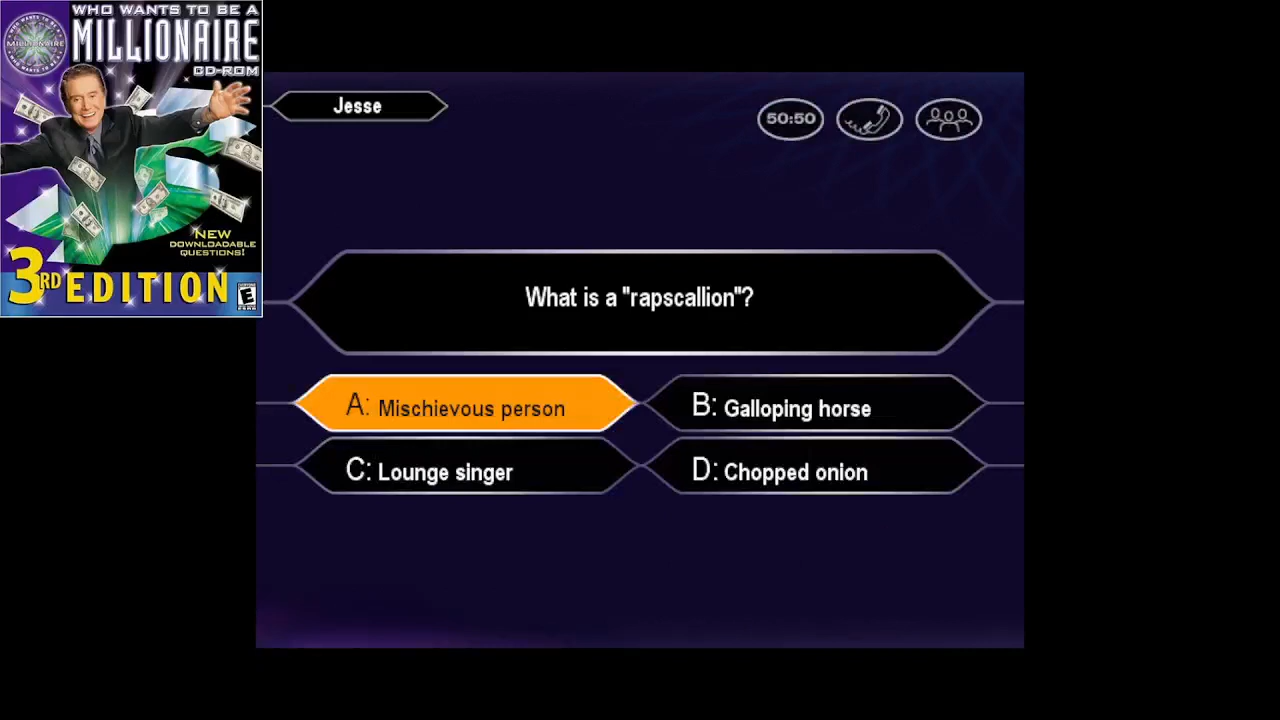 WHO WANTS TO BE A
MILLIONAIRE
CD-ROM
MILLIONAIRE
NEW
DOWNLOADABLE
QUESTIONS!
3RD EDITION
E
Jesse
50:50
What is a "rapscallion"?
A: Mischievous person
B: Galloping horse
C: Lounge singer
D: Chopped onion